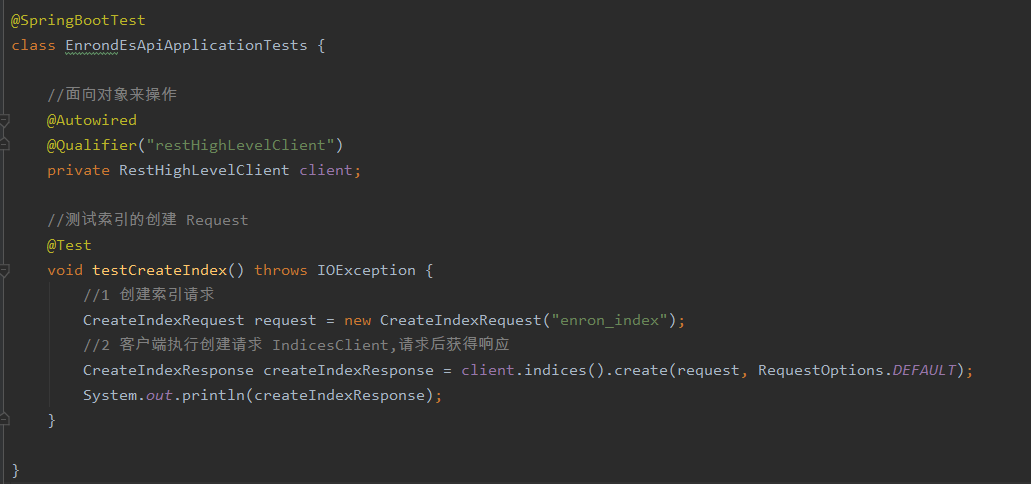 @SpringBootTest
class EnrondEsApiApplicationTests {
//面向对象来操作
@Autowired
@Qualifier("restHighLevelClient")
private RestHighLevelClient client;
//测试索引的创建 Request
@Test
void testCreateIndex() throws IOException {
//1 创建索引请求
CreateIndexRequest request = new CreateIndexRequest("enron_index");
//2 客户端执行创建请求 IndicesClient,请求后获得响应
CreateIndexResponse createIndexResponse = client.indices().create(request, RequestOptions.DEFAULT);
System.out.println(createIndexResponse);
}
}